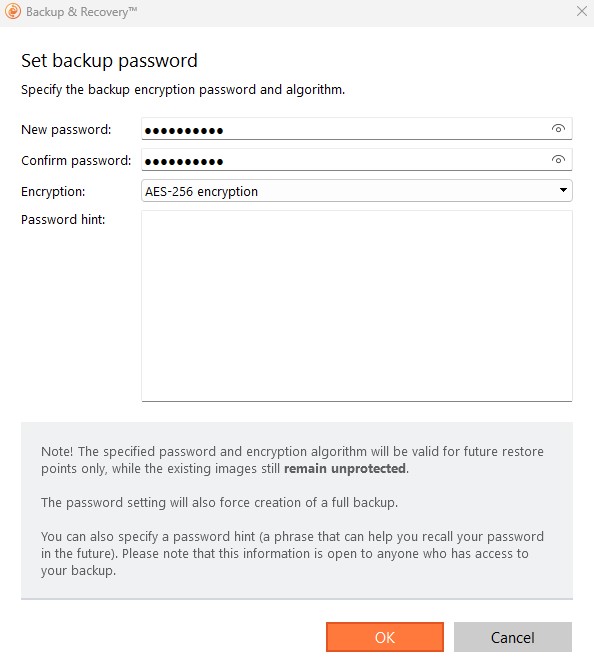 Backup & Recovery™
Set backup password
Specify the backup encryption password and algorithm.
New password: ●●●●●●●●●●
Confirm password: ●●●●●●●●●●
Encryption: AES-256 encryption
Password hint:
Note! The specified password and encryption algorithm will be valid for future restore
points only, while the existing images still remain unprotected.
The password setting will also force creation of a full backup.
You can also specify a password hint (a phrase that can help you recall your password
in the future). Please note that this information is open to anyone who has access to
your backup.
OK Cancel